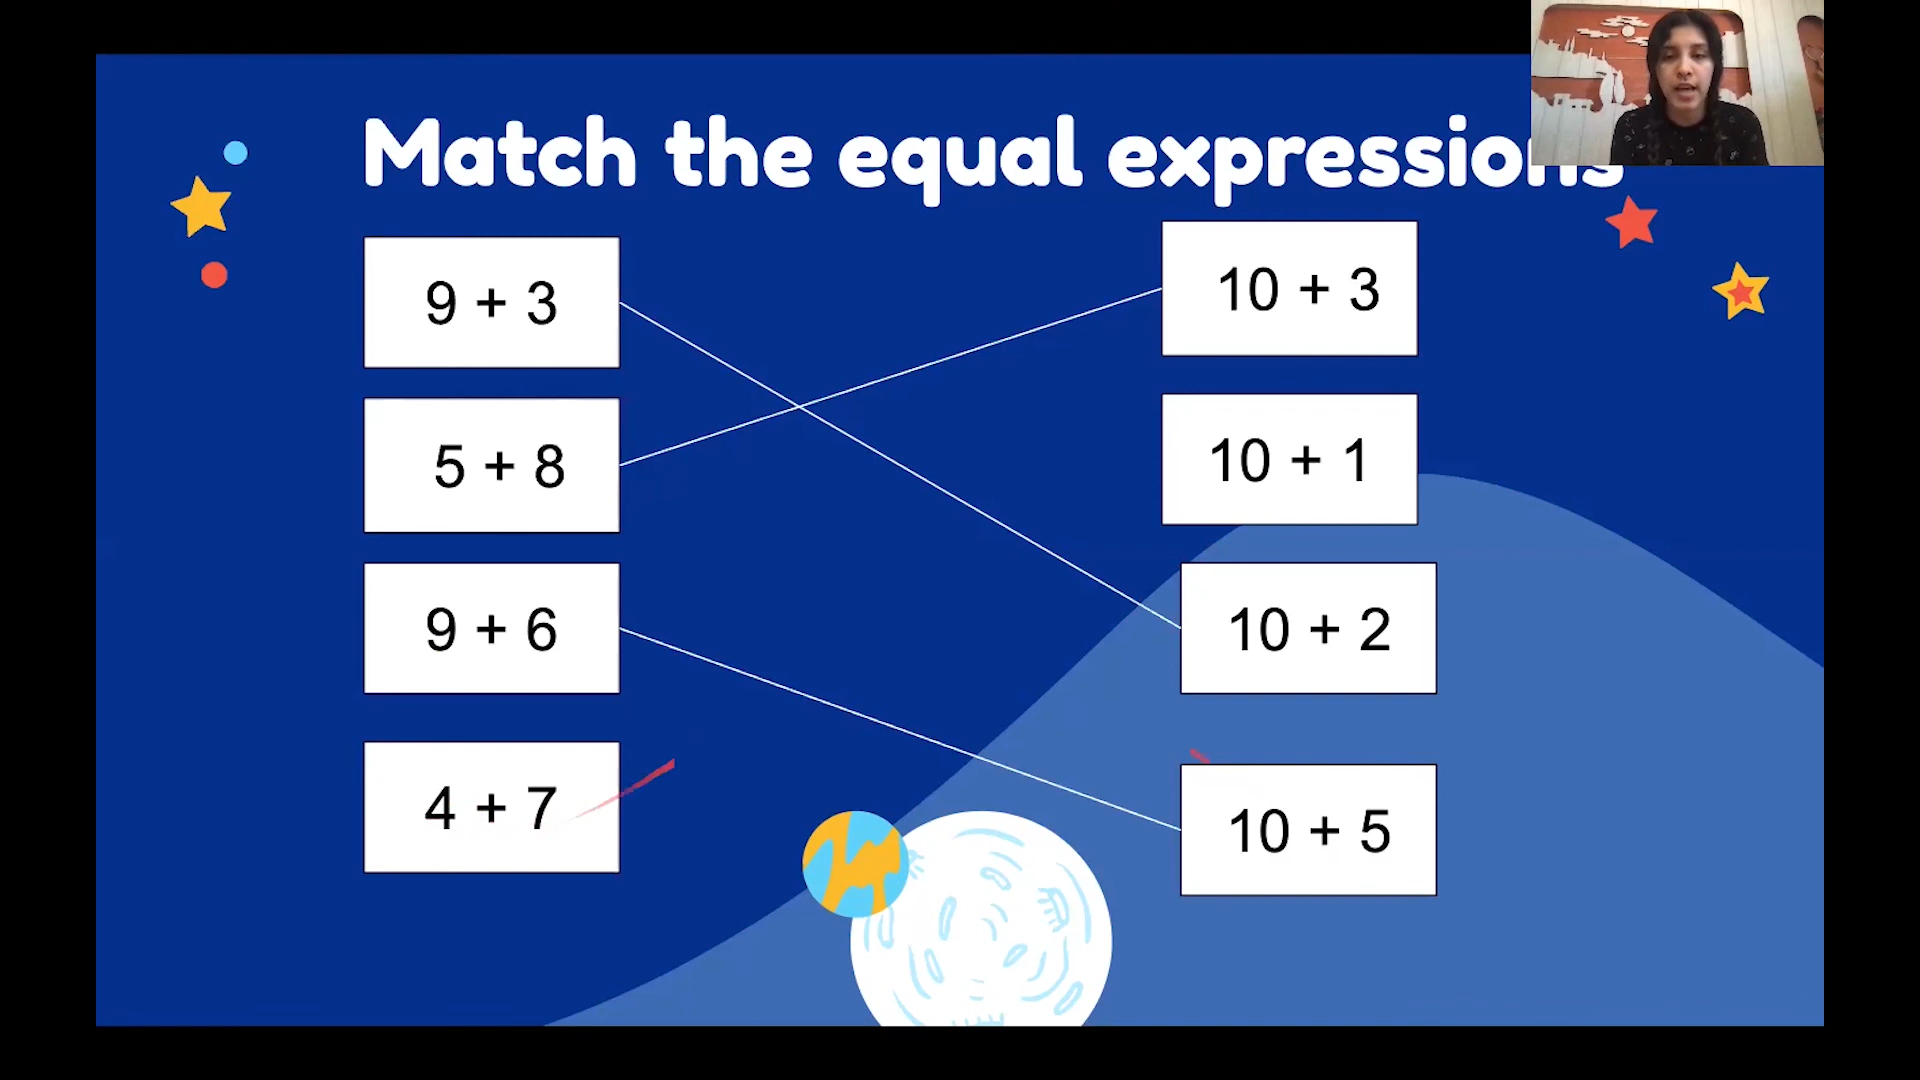 Match the equal expressions
9 + 3
10 + 3
5 + 8
10 + 1
9 + 6
10 + 2
4 + 7
10 + 5